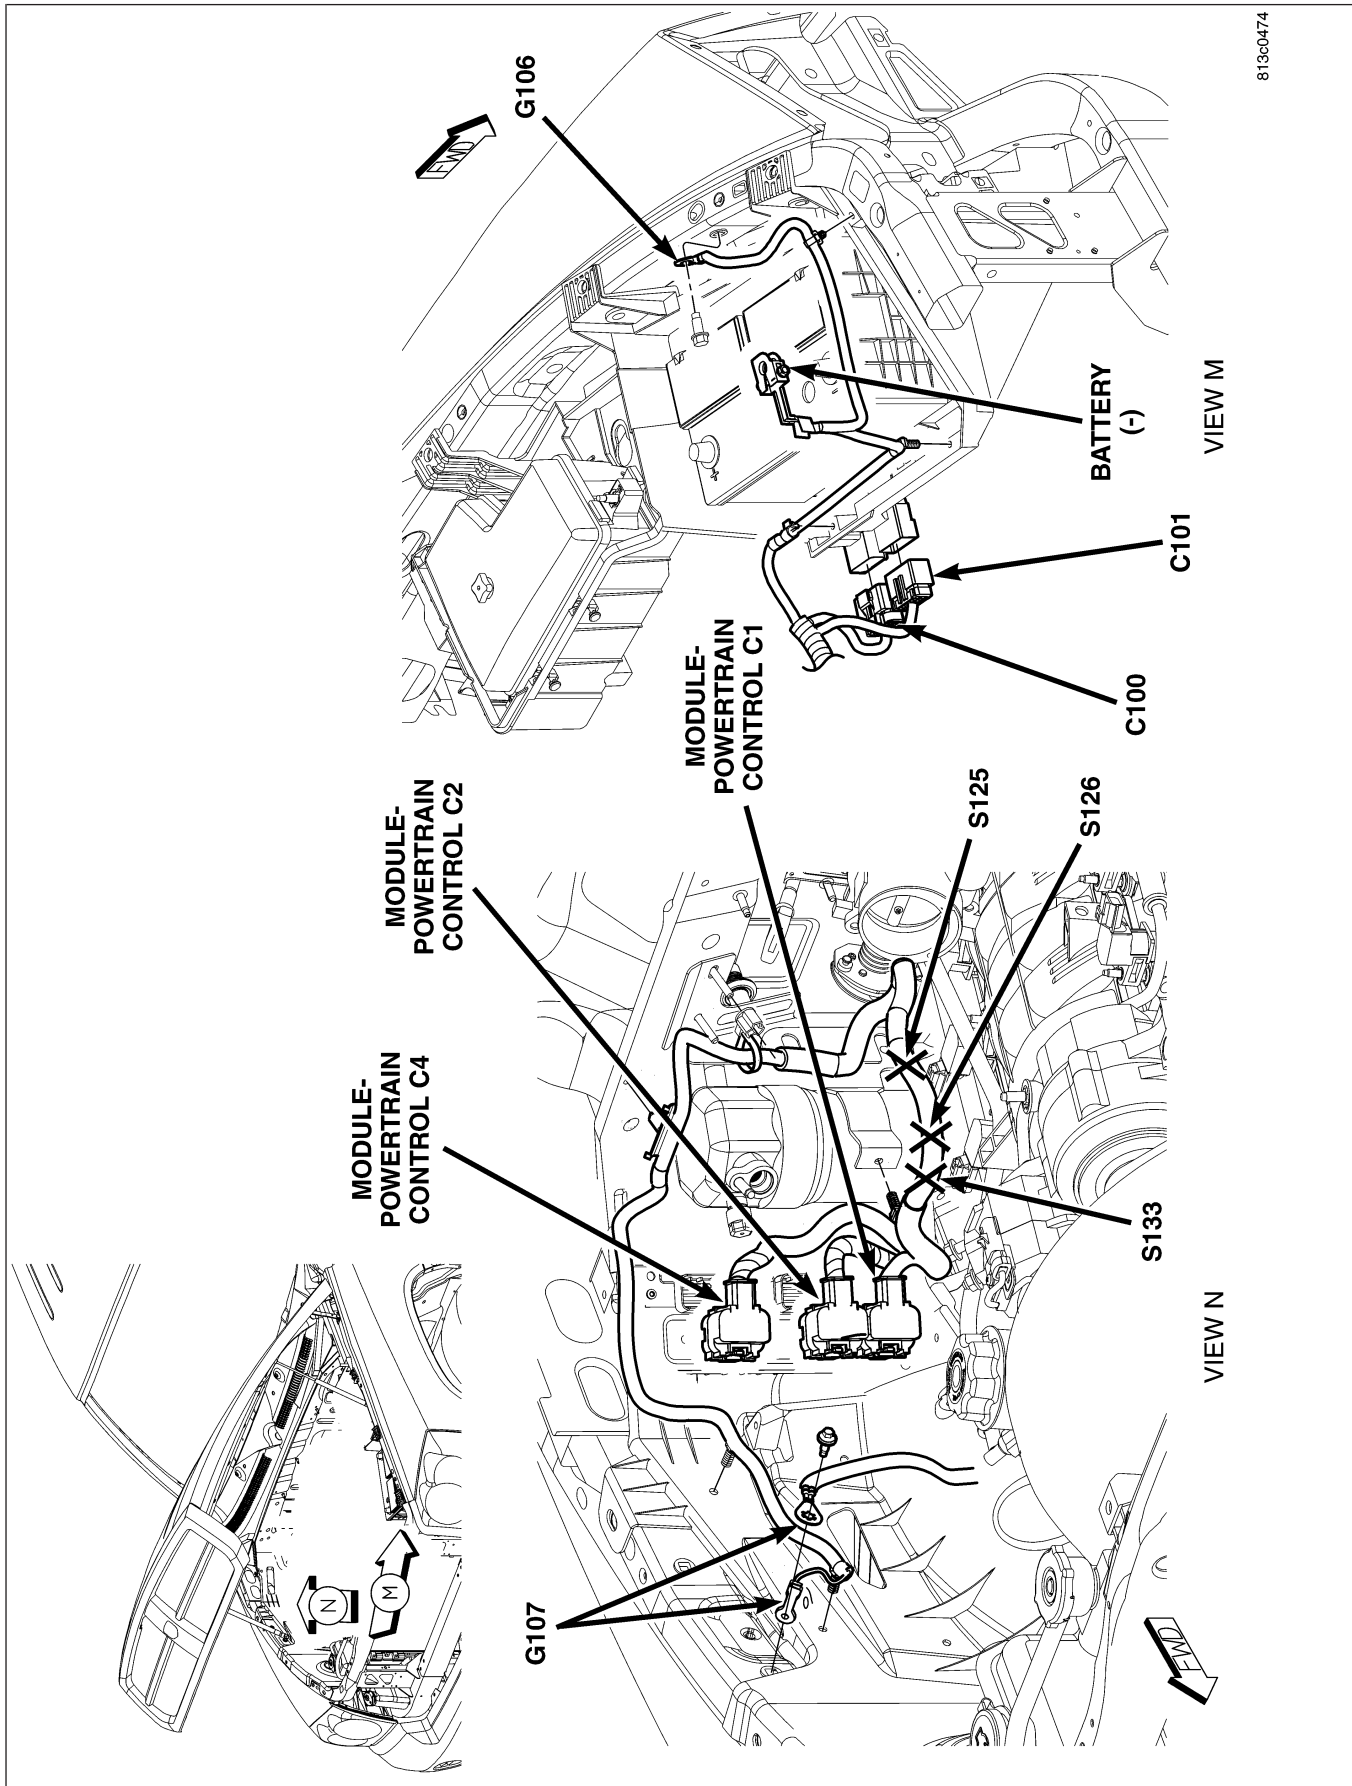 MODULE-
POWERTRAIN
CONTROL C4
MODULE-
POWERTRAIN
CONTROL C2
MODULE-
POWERTRAIN
CONTROL C1
FWD
G106
N
M
G107
S125
S126
S133
BATTERY
(-)
C101
C100
+
FWD
VIEW N
VIEW M
813c0474